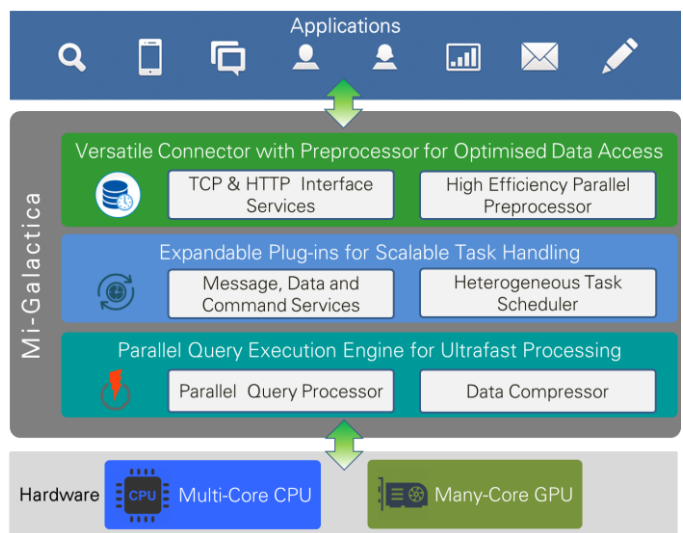 Applications
Mi-Galactica
Versatile Connector with Preprocessor for Optimised Data Access
TCP & HTTP Interface
Services
High Efficiency Parallel
Preprocessor
Expandable Plug-ins for Scalable Task Handling
Message, Data and
Command Services
Heterogeneous Task
Scheduler
Parallel Query Execution Engine for Ultrafast Processing
Parallel Query Processor
Data Compressor
Hardware
CPU
Multi-Core CPU
Many-Core GPU